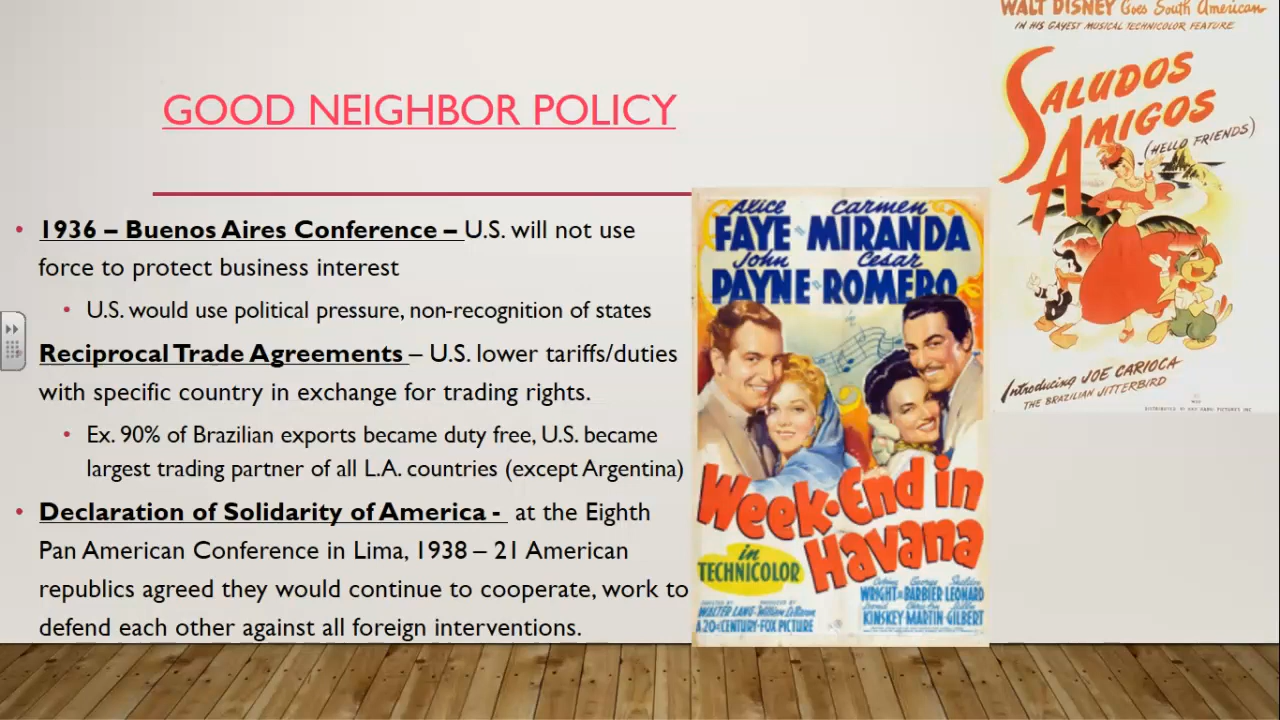 GOOD NEIGHBOR POLICY
• 1936 – Buenos Aires Conference – U.S. will not use
force to protect business interest
• U.S. would use political pressure, non-recognition of states
Reciprocal Trade Agreements – U.S. lower tariffs/duties
with specific country in exchange for trading rights.
• Ex. 90% of Brazilian exports became duty free, U.S. became
largest trading partner of all L.A. countries (except Argentina)
• Declaration of Solidarity of America - at the Eighth
Pan American Conference in Lima, 1938 – 21 American
republics agreed they would continue to cooperate, work to
defend each other against all foreign interventions.
Alice Carmen
FAYE MIRANDA
John Cesar
PAYNE ROMERO
Week-End in
Havana
in
TECHNICOLOR
WRIGHT BARBIER LEONARD
KINSKEY MARTIN GILBERT
WALTER LANG
A 20th CENTURY-FOX PICTURE
WALT DISNEY Goes South American
IN HIS GAYEST MUSICAL TECHNICOLOR FEATURE
SALUDOS
AMIGOS
(HELLO FRIENDS)
Introducing JOE CARIOCA
THE BRAZILIAN JITTERBIRD